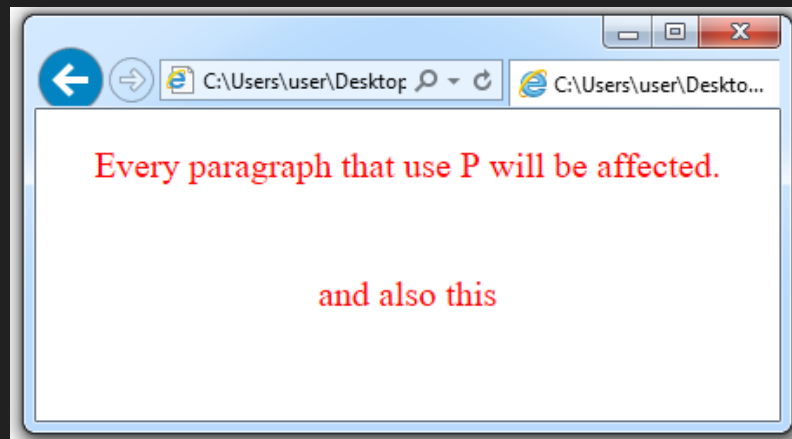 C:\Users\user\Desktop
C:\Users\user\Deskto...
Every paragraph that use P will be affected.
and also this